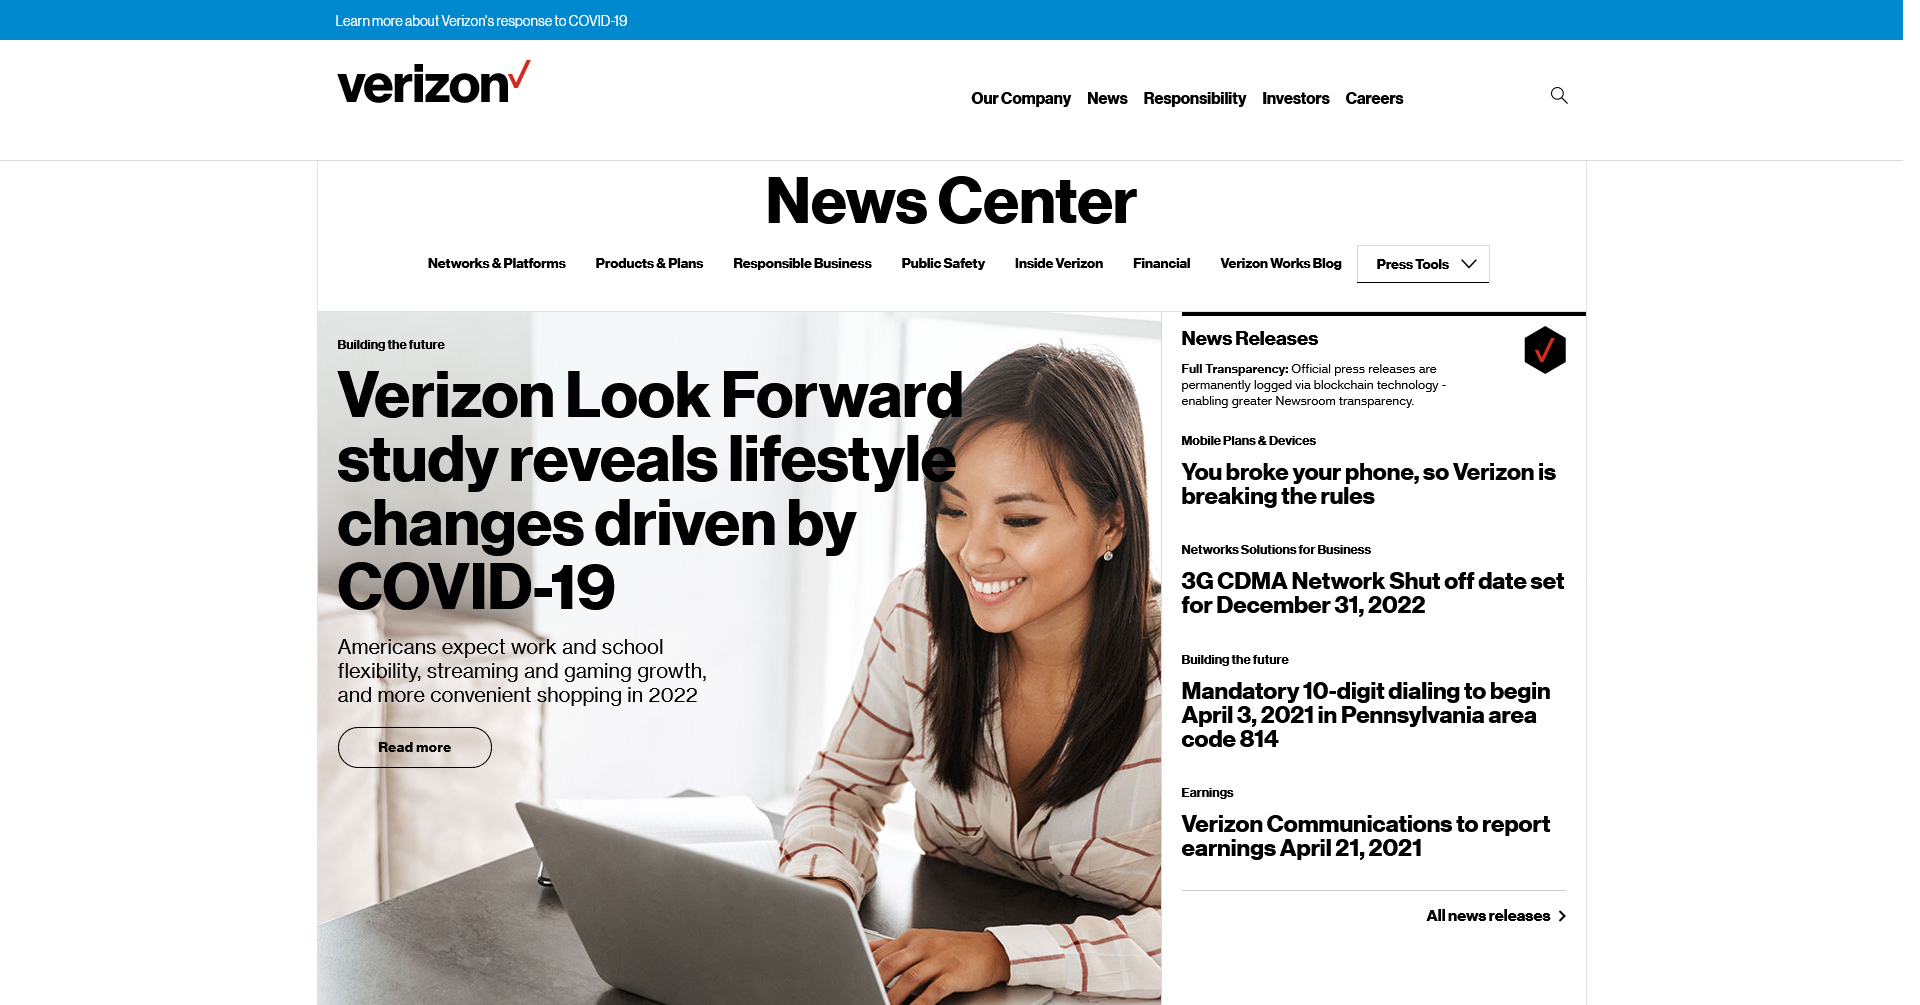 Learn more about Verizon's response to COVID-19
verizon
Our Company News Responsibility Investors Careers
News Center
Networks & Platforms Products & Plans Responsible Business Public Safety Inside Verizon Financial Verizon Works Blog Press Tools
Building the future
Verizon Look Forward
study reveals lifestyle
changes driven by
COVID-19
Americans expect work and school
flexibility, streaming and gaming growth,
and more convenient shopping in 2022
Read more
News Releases
Full Transparency: Official press releases are
permanently logged via blockchain technology -
enabling greater Newsroom transparency.
Mobile Plans & Devices
You broke your phone, so Verizon is
breaking the rules
Networks Solutions for Business
3G CDMA Network Shut off date set
for December 31, 2022
Building the future
Mandatory 10-digit dialing to begin
April 3, 2021 in Pennsylvania area
code 814
Earnings
Verizon Communications to report
earnings April 21, 2021
All news releases